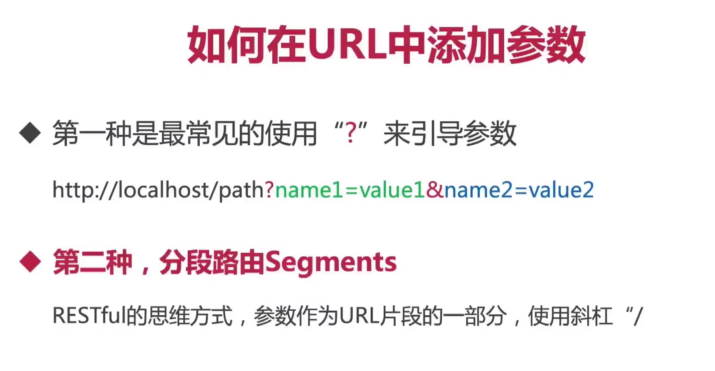 如何在URL中添加参数
◆ 第一种是最常见的使用“?”来引导参数
http://localhost/path?name1=value1&name2=value2
◆ 第二种，分段路由Segments
RESTful的思维方式，参数作为URL片段的一部分，使用斜杠“/